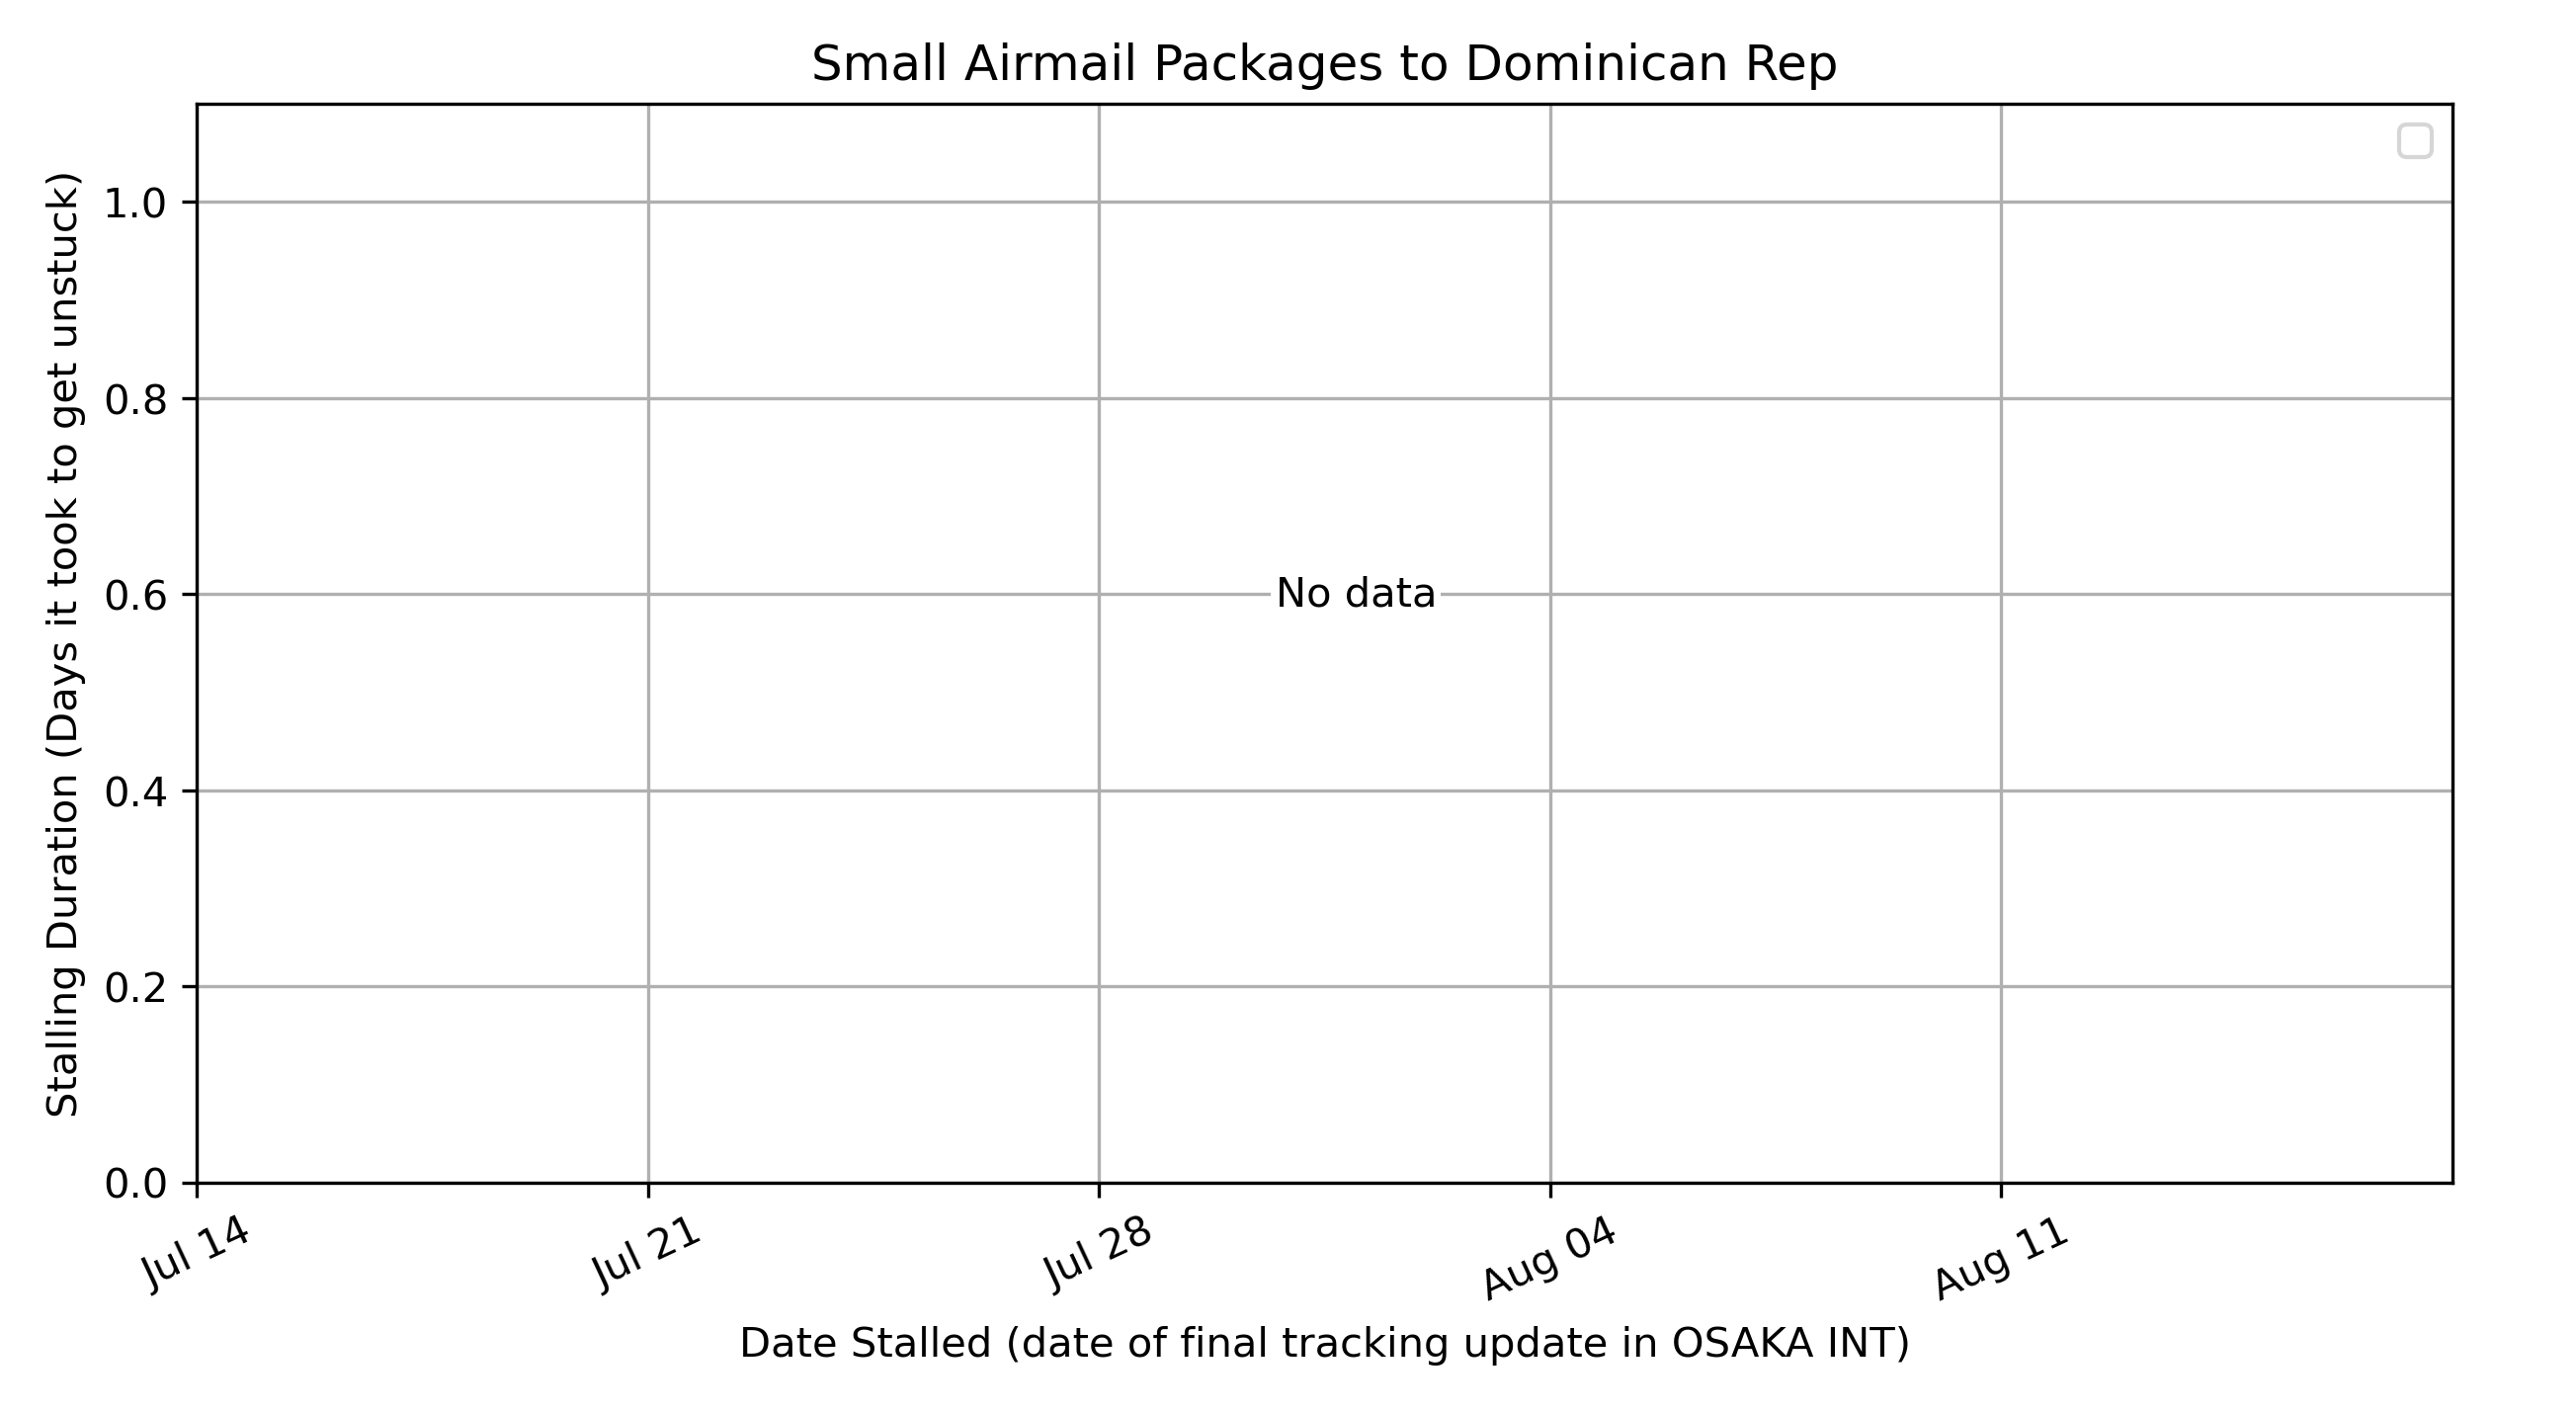 Small Airmail Packages to Dominican Rep
Stalling Duration (Days it took to get unstuck)
1.0
0.8
0.6
0.4
0.2
0.0
No data
Jul 14
Jul 21
Jul 28
Aug 04
Aug 11
Date Stalled (date of final tracking update in OSAKA INT)